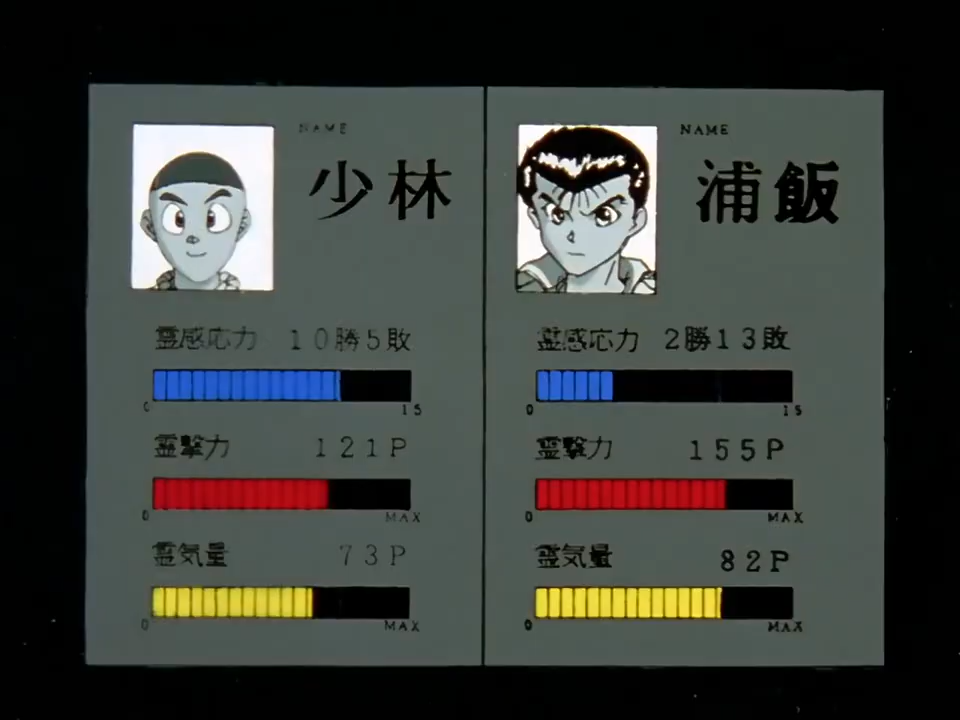 NAME
少林
霊感応力 10勝5敗
0 15
霊撃力 121P
0 MAX
霊気量 73P
0 MAX
NAME
浦飯
霊感応力 2勝13敗
0 15
霊撃力 155P
0 MAX
霊気量 82P
0 MAX